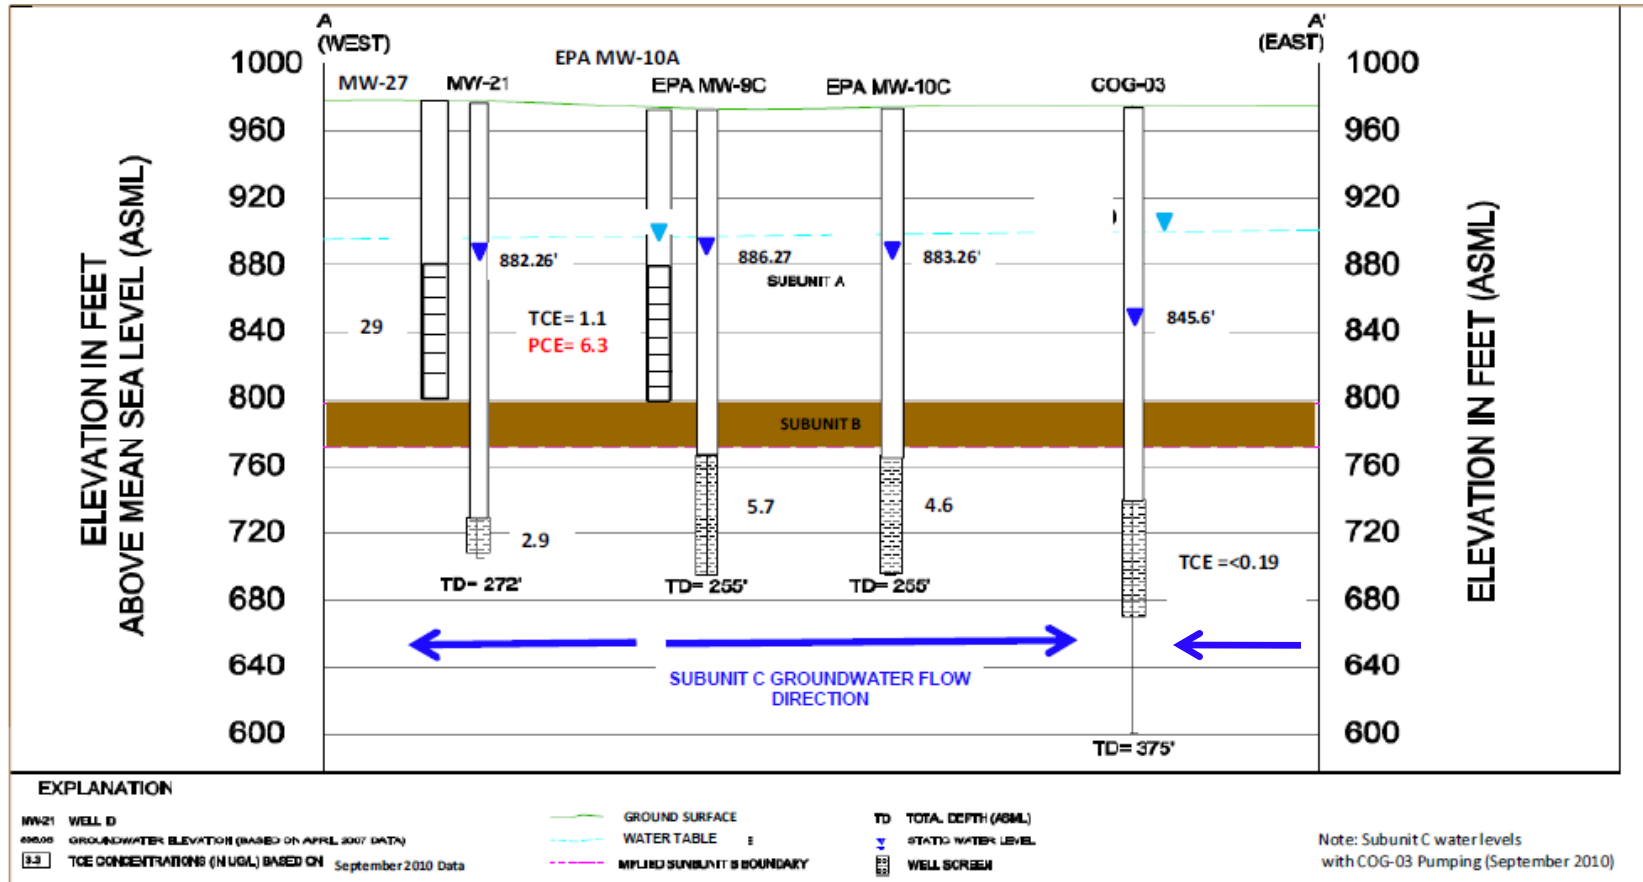 A
(WEST)
A'
(EAST)
EPA MW-10A
MW-27
MW-21
EPA MW-9C
EPA MW-10C
COG-03
ELEVATION IN FEET
ABOVE MEAN SEA LEVEL (ASML)
1000
960
920
880
840
800
760
720
680
640
600
1000
960
920
880
840
800
760
720
680
640
600
ELEVATION IN FEET (ASML)
882.26'
886.27
883.26'
SUBUNIT A
845.6'
29
TCE= 1.1
PCE= 6.3
SUBUNIT B
2.9
5.7
4.6
TCE =<0.19
TD= 272'
TD= 255'
TD= 255'
SUBUNIT C GROUNDWATER FLOW
DIRECTION
TD= 375'
EXPLANATION
MW-21 WELL ID
GROUNDWATER ELEVATION (BASED ON APRIL 2007 DATA)
3.3 TCE CONCENTRATIONS (IN UG/L) BASED ON September 2010 Data
GROUND SURFACE
WATER TABLE
IMPLIED SUNBUNIT B BOUNDARY
TD TOTAL DEPTH (ASML)
STATIC WATER LEVEL
WELL SCREEN
Note: Subunit C water levels
with COG-03 Pumping (September 2010)